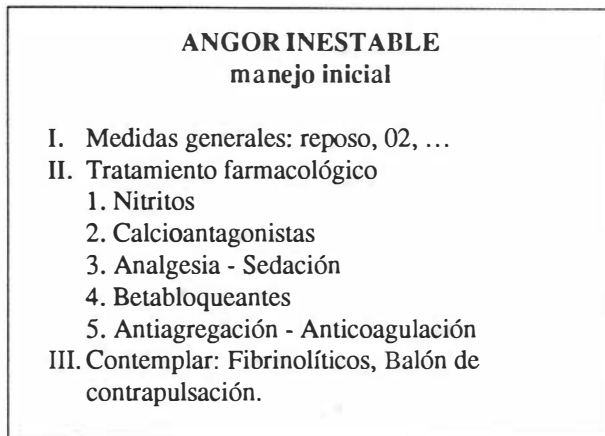 ANGOR INESTABLE
manejo inicial
I. Medidas generales: reposo, 02, ...
II. Tratamiento farmacológico
1. Nitritos
2. Calcioantagonistas
3. Analgesia - Sedación
4. Betabloqueantes
5. Antiagregación - Anticoagulación
III. Contemplar: Fibrinolíticos, Balón de
contrapulsación.